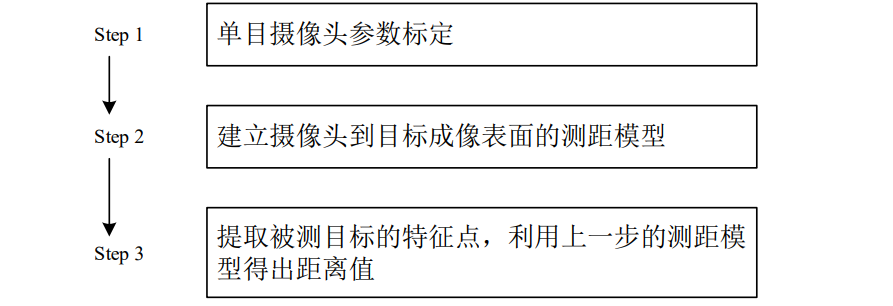 Step 1
单目摄像头参数标定
Step 2
建立摄像头到目标成像表面的测距模型
Step 3
提取被测目标的特征点，利用上一步的测距模
型得出距离值